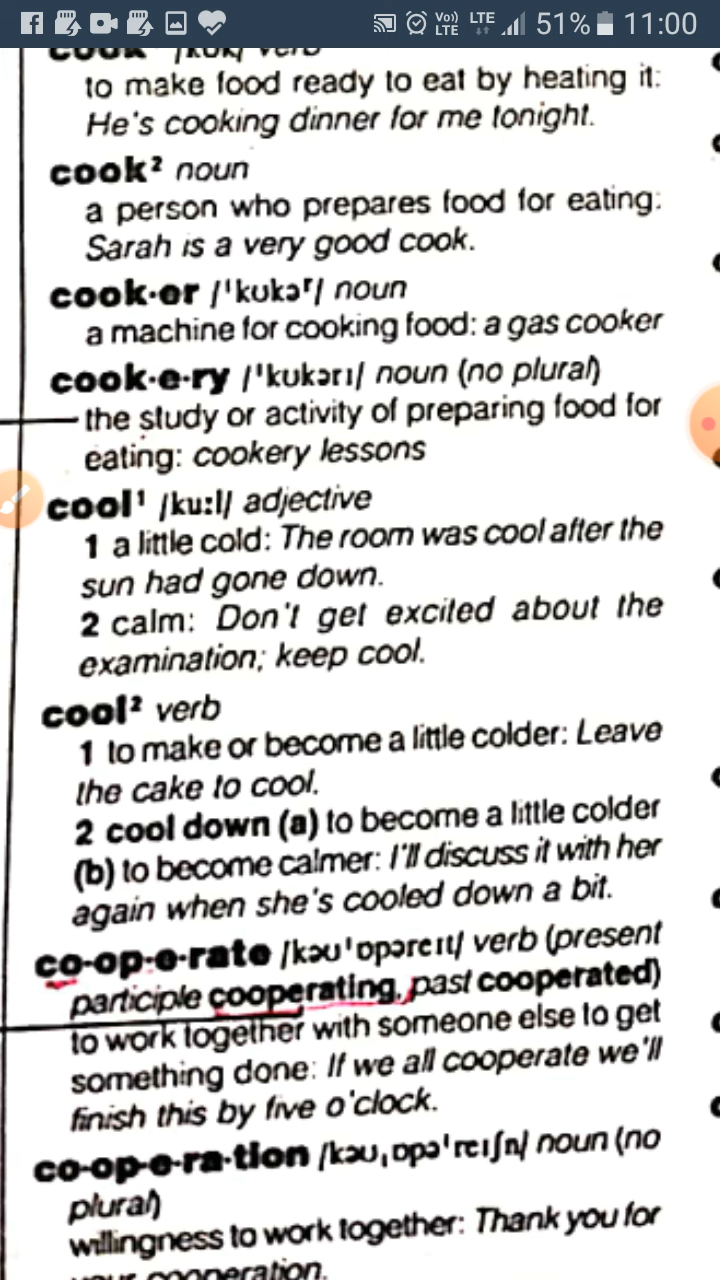 Vo)) LTE LTE 51% 11:00
cook verb
to make food ready to eat by heating it:
He's cooking dinner for me tonight.
cook² noun
a person who prepares food for eating:
Sarah is a very good cook.
cook·er /ˈkʊkəʳ/ noun
a machine for cooking food: a gas cooker
cook·e·ry /ˈkʊkərɪ/ noun (no plural)
the study or activity of preparing food for
eating: cookery lessons
cool¹ /kuːl/ adjective
1 a little cold: The room was cool after the
sun had gone down.
2 calm: Don't get excited about the
examination; keep cool.
cool² verb
1 to make or become a little colder: Leave
the cake to cool.
2 cool down (a) to become a little colder
(b) to become calmer: I'll discuss it with her
again when she's cooled down a bit.
co·op·e·rate /kəʊˈɒpəreɪt/ verb (present
participle cooperating, past cooperated)
to work together with someone else to get
something done: If we all cooperate we'll
finish this by five o'clock.
co·op·e·ra·tion /kəʊˌɒpəˈreɪʃn/ noun (no
plural)
willingness to work together: Thank you for
your cooperation.